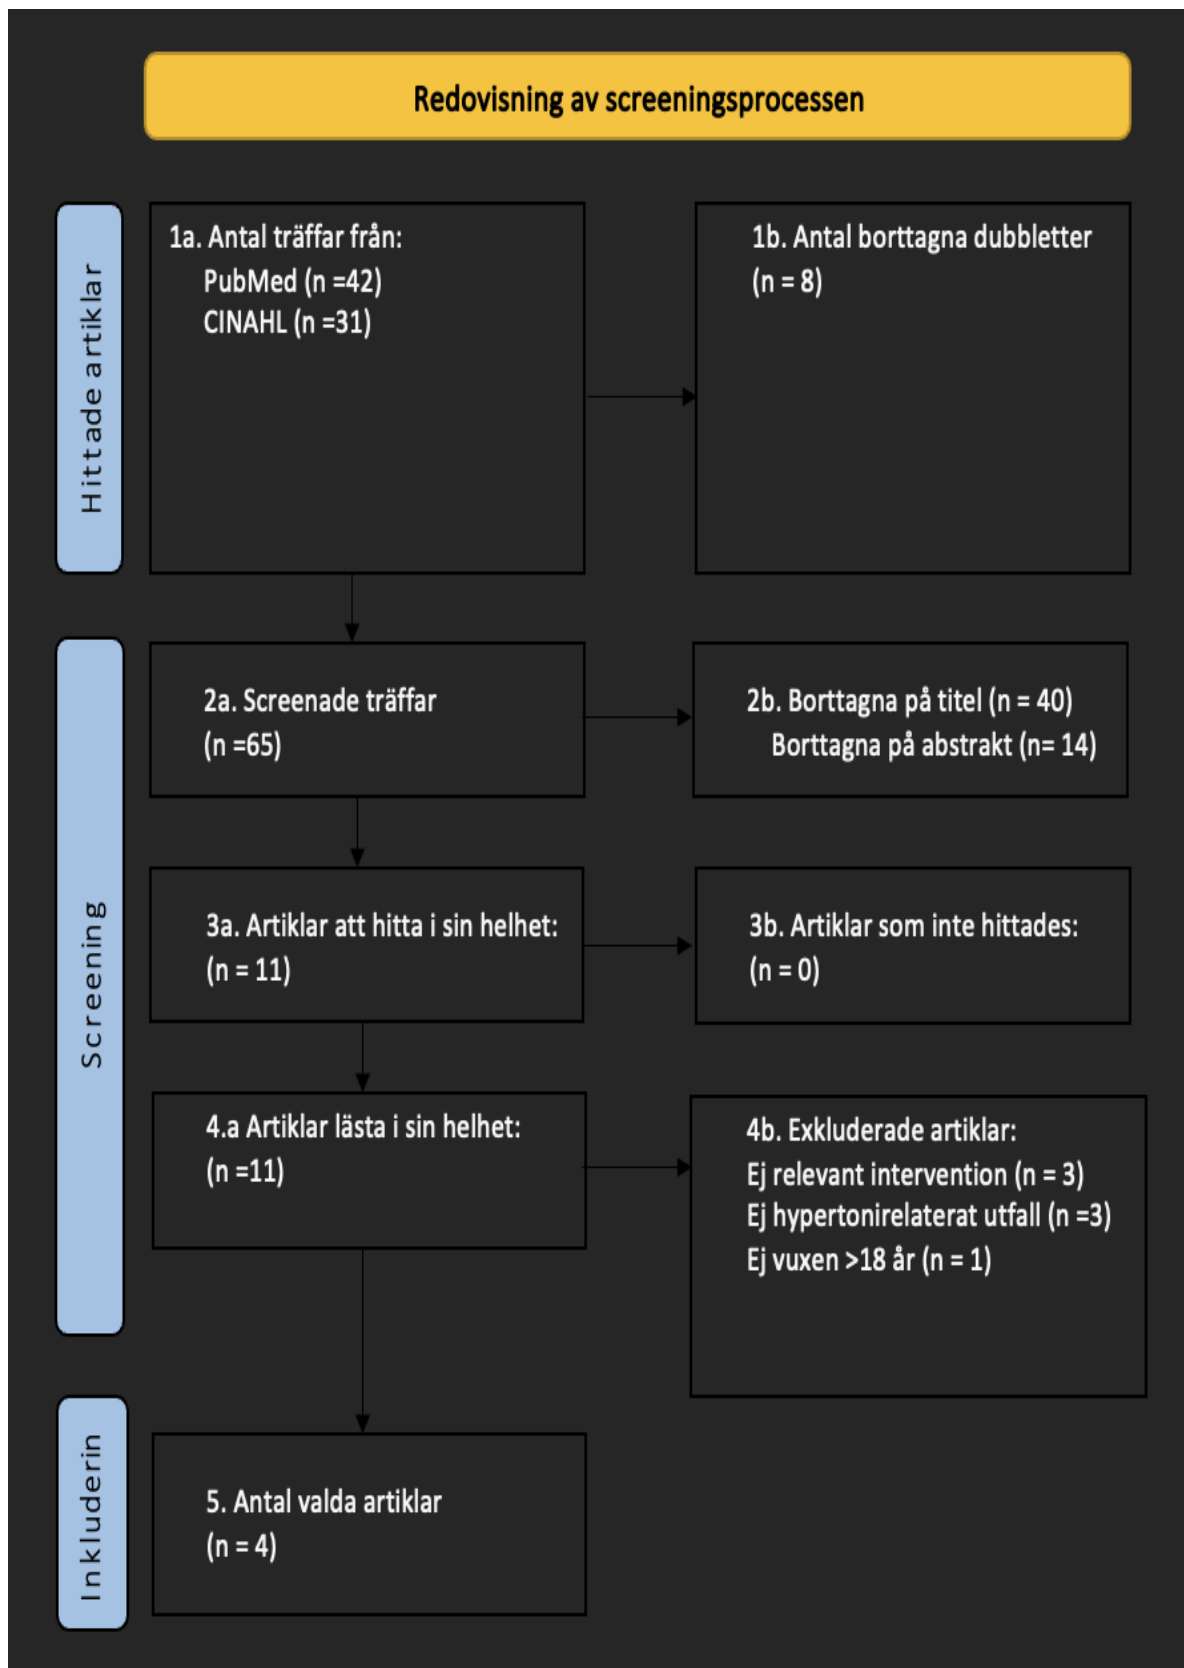 Redovisning av screeningsprocessen
Hittade artiklar
1a. Antal träffar från:
PubMed (n =42)
CINAHL (n =31)
1b. Antal borttagna dubbletter
(n = 8)
Screening
2a. Screenade träffar
(n =65)
2b. Borttagna på titel (n = 40)
Borttagna på abstrakt (n= 14)
3a. Artiklar att hitta i sin helhet:
(n = 11)
3b. Artiklar som inte hittades:
(n = 0)
4.a Artiklar lästa i sin helhet:
(n =11)
4b. Exkluderade artiklar:
Ej relevant intervention (n = 3)
Ej hypertonirelaterat utfall (n =3)
Ej vuxen >18 år (n = 1)
Inkluderin
5. Antal valda artiklar
(n = 4)